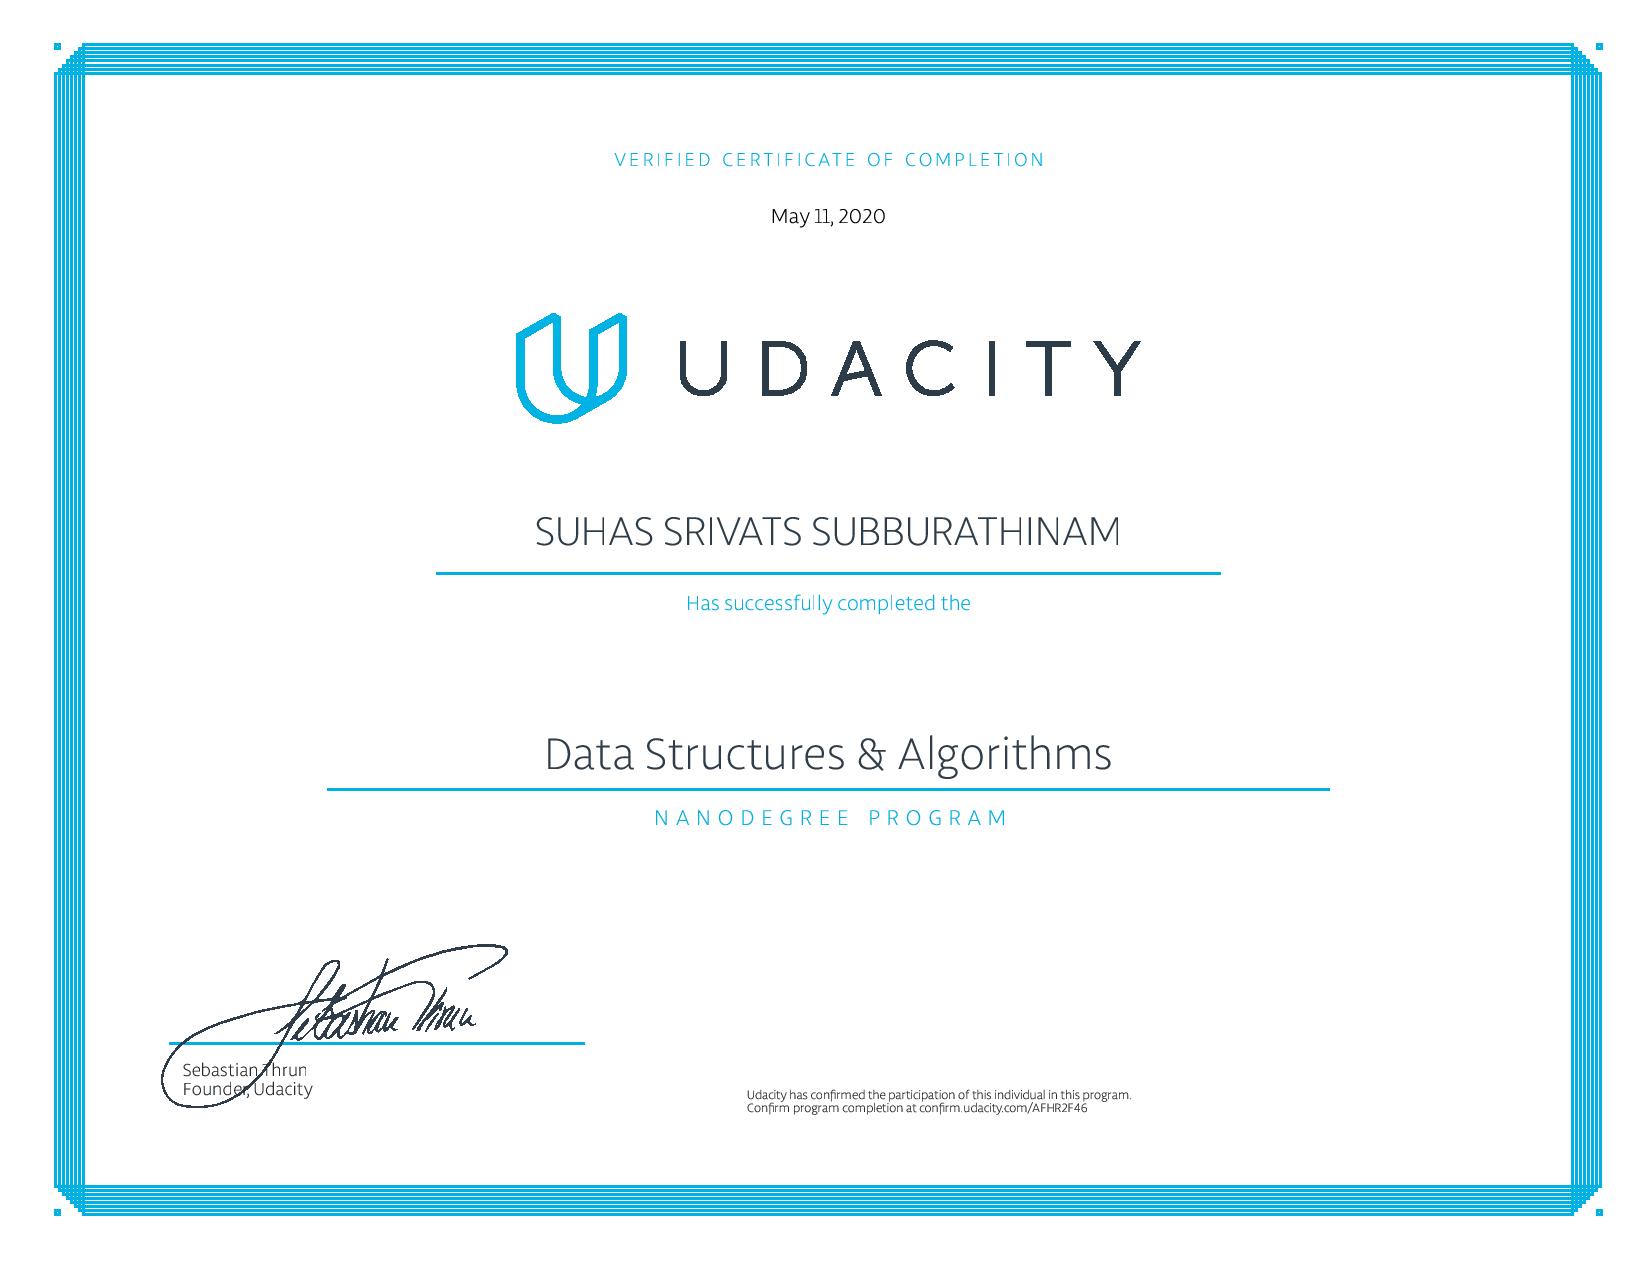 VERIFIED CERTIFICATE OF COMPLETION
May 11, 2020
UDACITY
SUHAS SRIVATS SUBBURATHINAM
Has successfully completed the
Data Structures & Algorithms
NANODEGREE PROGRAM
Sebastian Thrun
Sebastian Thrun
Founder, Udacity
Udacity has confirmed the participation of this individual in this program.
Confirm program completion at confirm.udacity.com/AFHR2F46